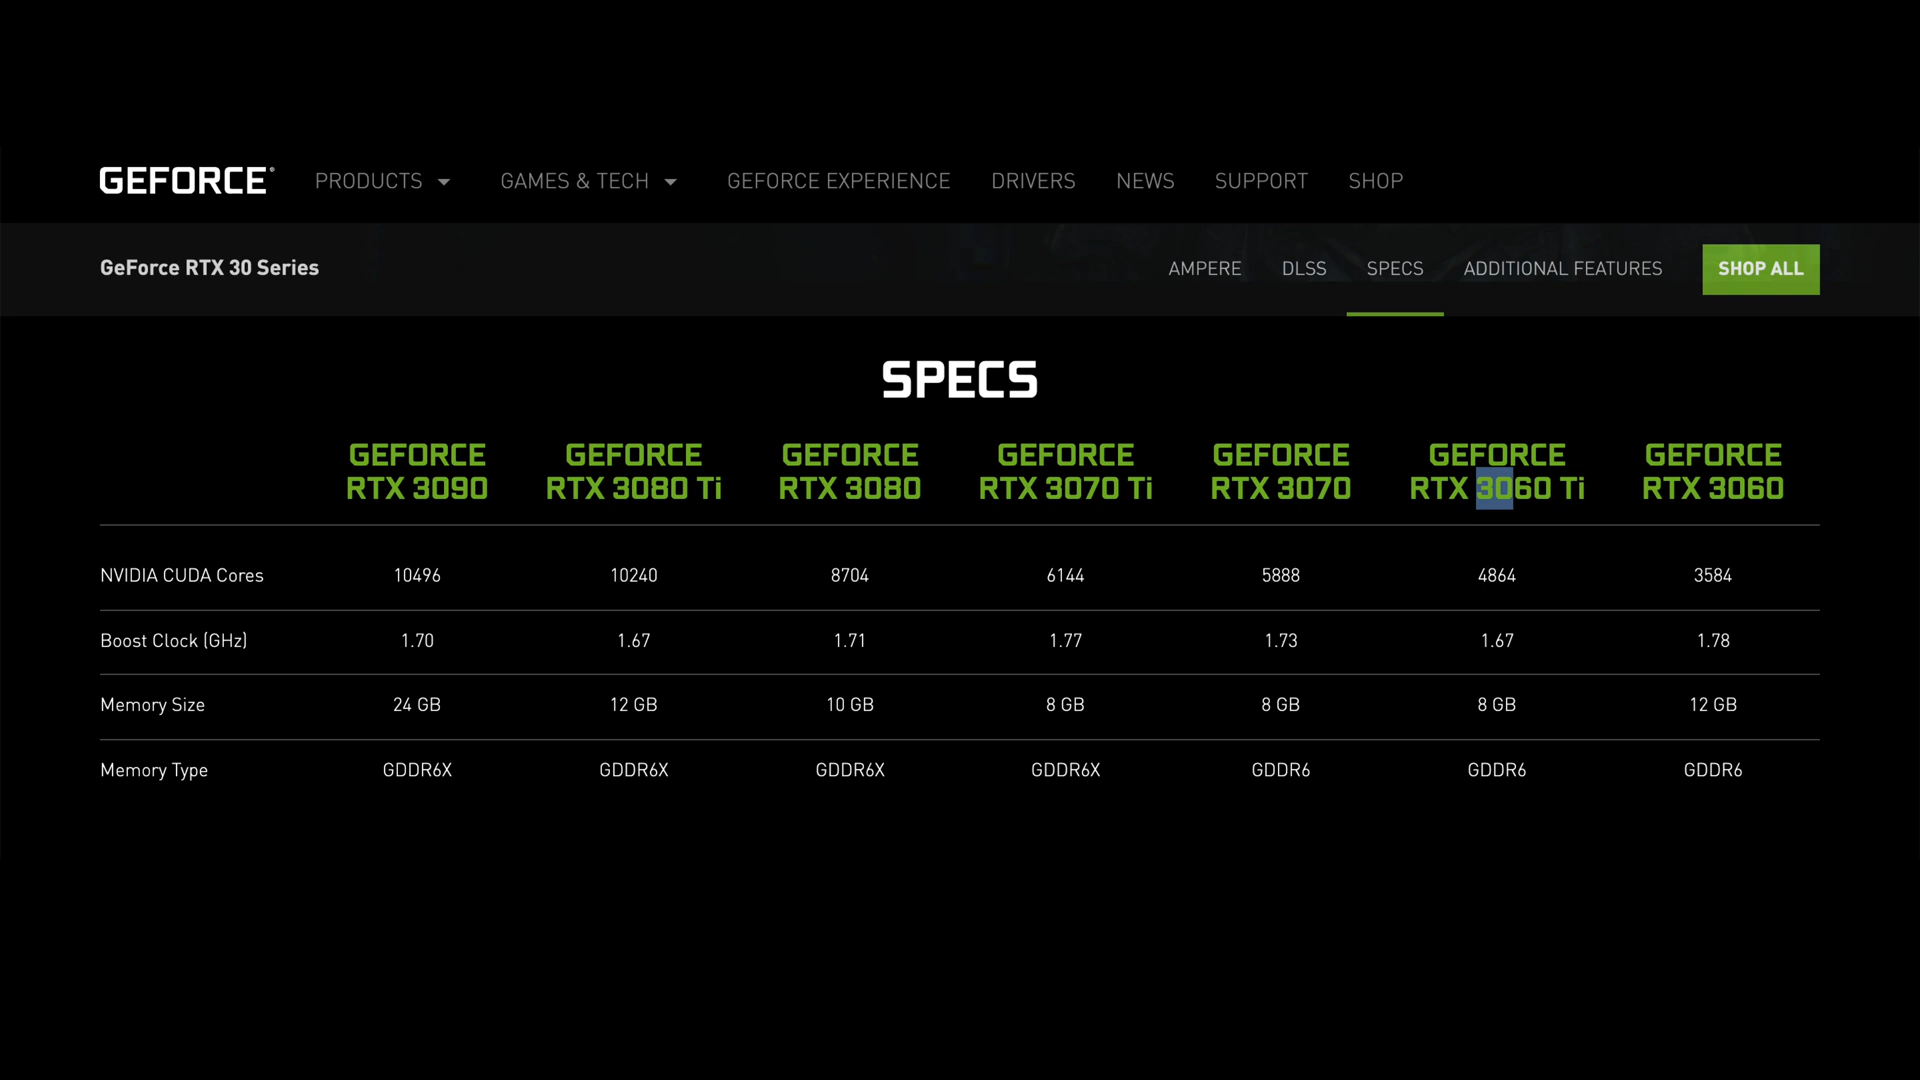 GEFORCE® PRODUCTS GAMES & TECH GEFORCE EXPERIENCE DRIVERS NEWS SUPPORT SHOP
GeForce RTX 30 Series AMPERE DLSS SPECS ADDITIONAL FEATURES SHOP ALL
SPECS
GEFORCE GEFORCE GEFORCE GEFORCE GEFORCE GEFORCE GEFORCE
RTX 3090 RTX 3080 Ti RTX 3080 RTX 3070 Ti RTX 3070 RTX 3060 Ti RTX 3060
NVIDIA CUDA Cores 10496 10240 8704 6144 5888 4864 3584
Boost Clock (GHz) 1.70 1.67 1.71 1.77 1.73 1.67 1.78
Memory Size 24 GB 12 GB 10 GB 8 GB 8 GB 8 GB 12 GB
Memory Type GDDR6X GDDR6X GDDR6X GDDR6X GDDR6 GDDR6 GDDR6